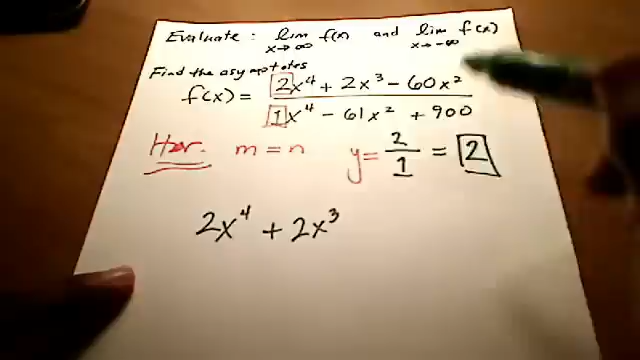 Evaluate: lim x→∞ f(x) and lim x→-∞ f(x)
Find the asymptotes
f(x) = (2x⁴ + 2x³ - 60x²) / (1x⁴ - 61x² + 900)
Hor. m = n y = 2/1 = 2
2x⁴ + 2x³